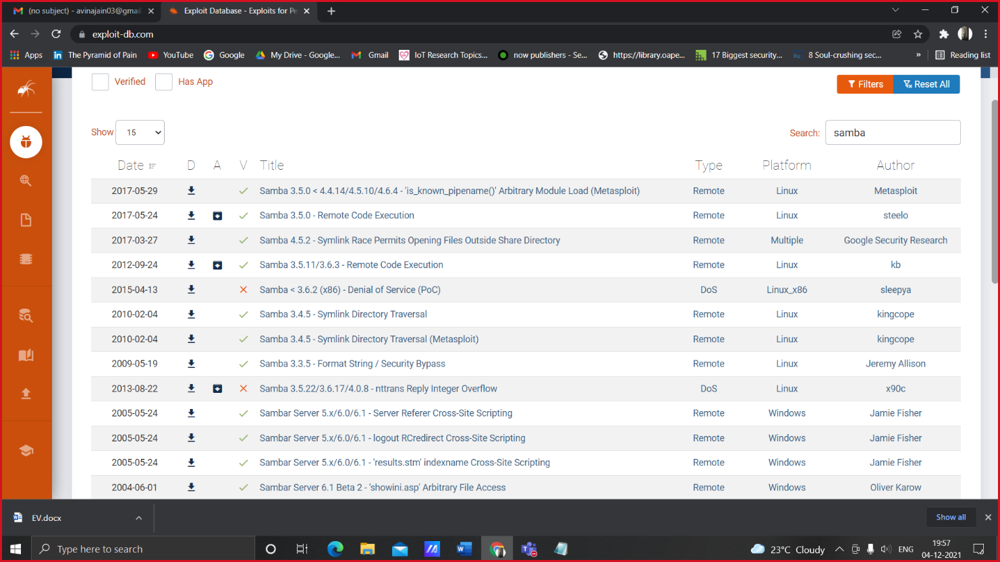 (no subject) - avinajain03@gmail
Exploit Database - Exploits for Pe
exploit-db.com
Apps
The Pyramid of Pain
YouTube
Google
My Drive - Google...
Gmail
IoT Research Topics...
now publishers - Se...
https://library.oape...
17 Biggest security...
8 Soul-crushing sec...
»
Reading list
Verified
Has App
Filters
Reset All
Show 15
Search: samba
Date D A V Title Type Platform Author
2017-05-29 Samba 3.5.0 < 4.4.14/4.5.10/4.6.4 - 'is_known_pipename()' Arbitrary Module Load (Metasploit) Remote Linux Metasploit
2017-05-24 Samba 3.5.0 - Remote Code Execution Remote Linux steelo
2017-03-27 Samba 4.5.2 - Symlink Race Permits Opening Files Outside Share Directory Remote Multiple Google Security Research
2012-09-24 Samba 3.5.11/3.6.3 - Remote Code Execution Remote Linux kb
2015-04-13 Samba < 3.6.2 (x86) - Denial of Service (PoC) DoS Linux_x86 sleepya
2010-02-04 Samba 3.4.5 - Symlink Directory Traversal Remote Linux kingcope
2010-02-04 Samba 3.4.5 - Symlink Directory Traversal (Metasploit) Remote Linux kingcope
2009-05-19 Samba 3.3.5 - Format String / Security Bypass Remote Linux Jeremy Allison
2013-08-22 Samba 3.5.22/3.6.17/4.0.8 - nttrans Reply Integer Overflow DoS Linux x90c
2005-05-24 Sambar Server 5.x/6.0/6.1 - Server Referer Cross-Site Scripting Remote Windows Jamie Fisher
2005-05-24 Sambar Server 5.x/6.0/6.1 - logout RCredirect Cross-Site Scripting Remote Windows Jamie Fisher
2005-05-24 Sambar Server 5.x/6.0/6.1 - 'results.stm' indexname Cross-Site Scripting Remote Windows Jamie Fisher
2004-06-01 Sambar Server 6.1 Beta 2 - 'showini.asp' Arbitrary File Access Remote Windows Oliver Karow
EV.docx
Show all
Type here to search
23°C Cloudy
ENG
19:57
04-12-2021